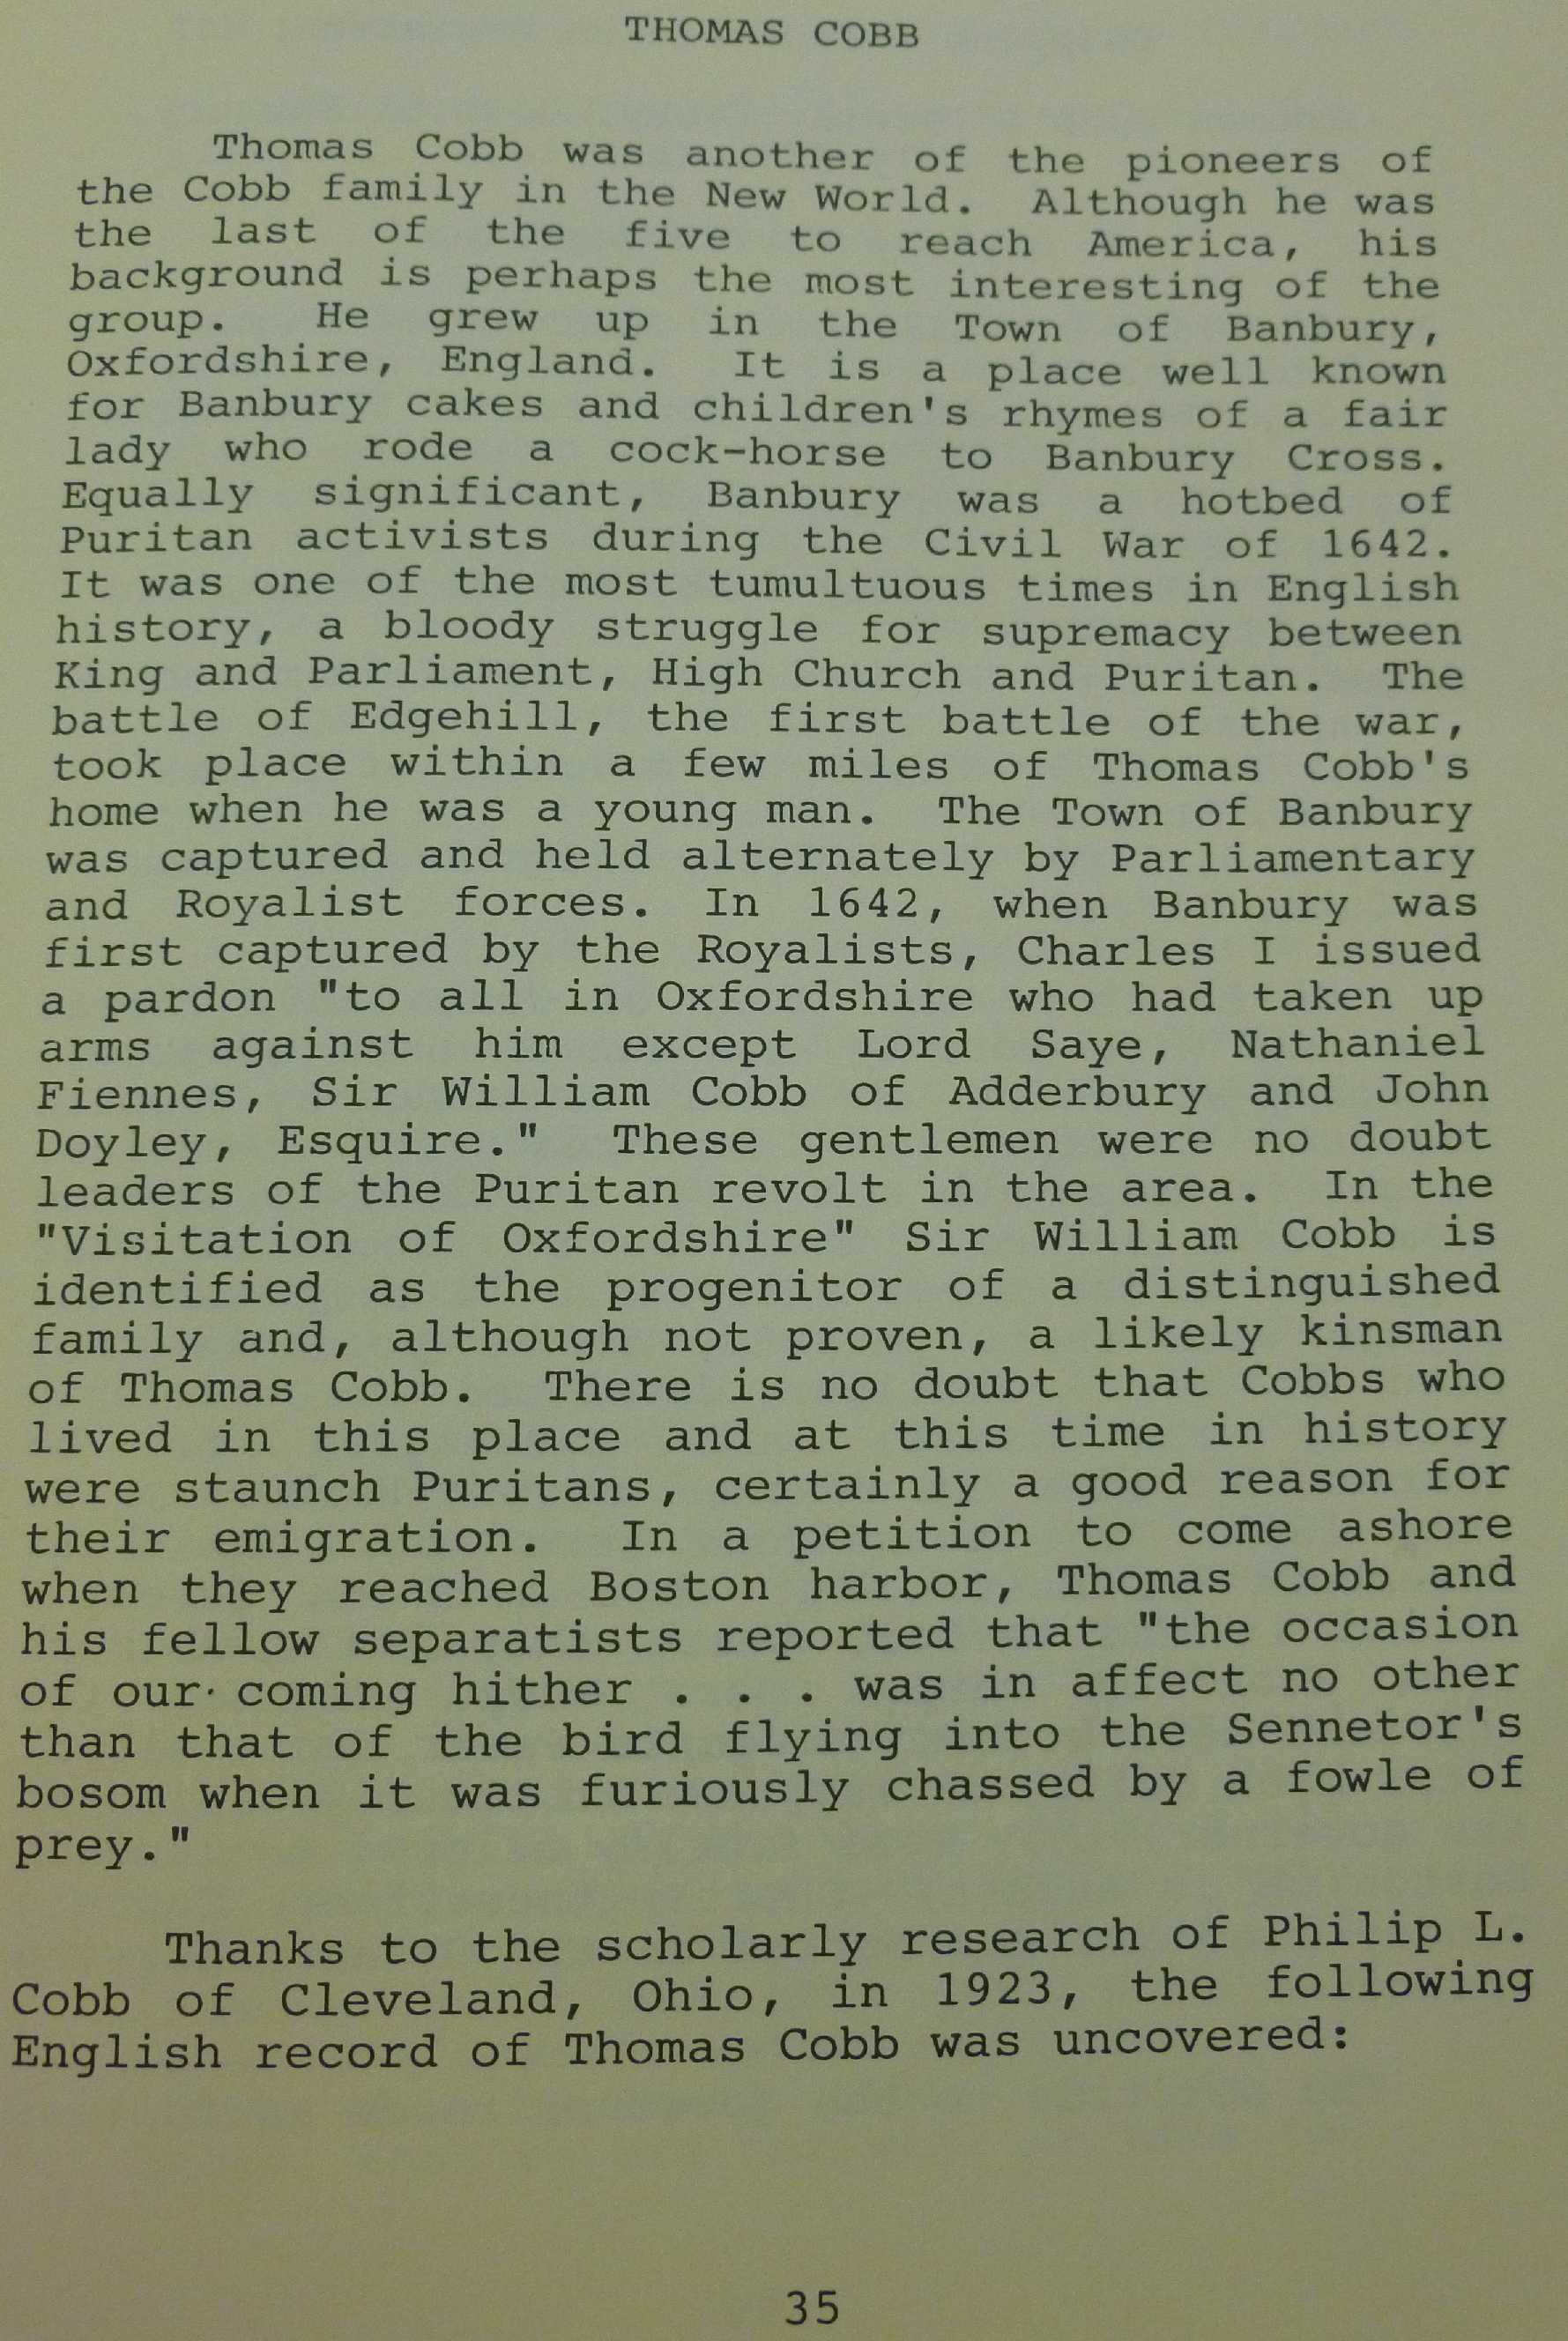 THOMAS COBB
Thomas Cobb was another of the pioneers of
the Cobb family in the New World. Although he was
the last of the five to reach America, his
background is perhaps the most interesting of the
group. He grew up in the Town of Banbury,
Oxfordshire, England. It is a place well known
for Banbury cakes and children's rhymes of a fair
lady who rode a cock-horse to Banbury Cross.
Equally significant, Banbury was a hotbed of
Puritan activists during the Civil War of 1642.
It was one of the most tumultuous times in English
history, a bloody struggle for supremacy between
King and Parliament, High Church and Puritan. The
battle of Edgehill, the first battle of the war,
took place within a few miles of Thomas Cobb's
home when he was a young man. The Town of Banbury
was captured and held alternately by Parliamentary
and Royalist forces. In 1642, when Banbury was
first captured by the Royalists, Charles I issued
a pardon "to all in Oxfordshire who had taken up
arms against him except Lord Saye, Nathaniel
Fiennes, Sir William Cobb of Adderbury and John
Doyley, Esquire." These gentlemen were no doubt
leaders of the Puritan revolt in the area. In the
"Visitation of Oxfordshire" Sir William Cobb is
identified as the progenitor of a distinguished
family and, although not proven, a likely kinsman
of Thomas Cobb. There is no doubt that Cobbs who
lived in this place and at this time in history
were staunch Puritans, certainly a good reason for
their emigration. In a petition to come ashore
when they reached Boston harbor, Thomas Cobb and
his fellow separatists reported that "the occasion
of our coming hither . . . was in affect no other
than that of the bird flying into the Sennetor's
bosom when it was furiously chassed by a fowle of
prey."
Thanks to the scholarly research of Philip L.
Cobb of Cleveland, Ohio, in 1923, the following
English record of Thomas Cobb was uncovered:
35